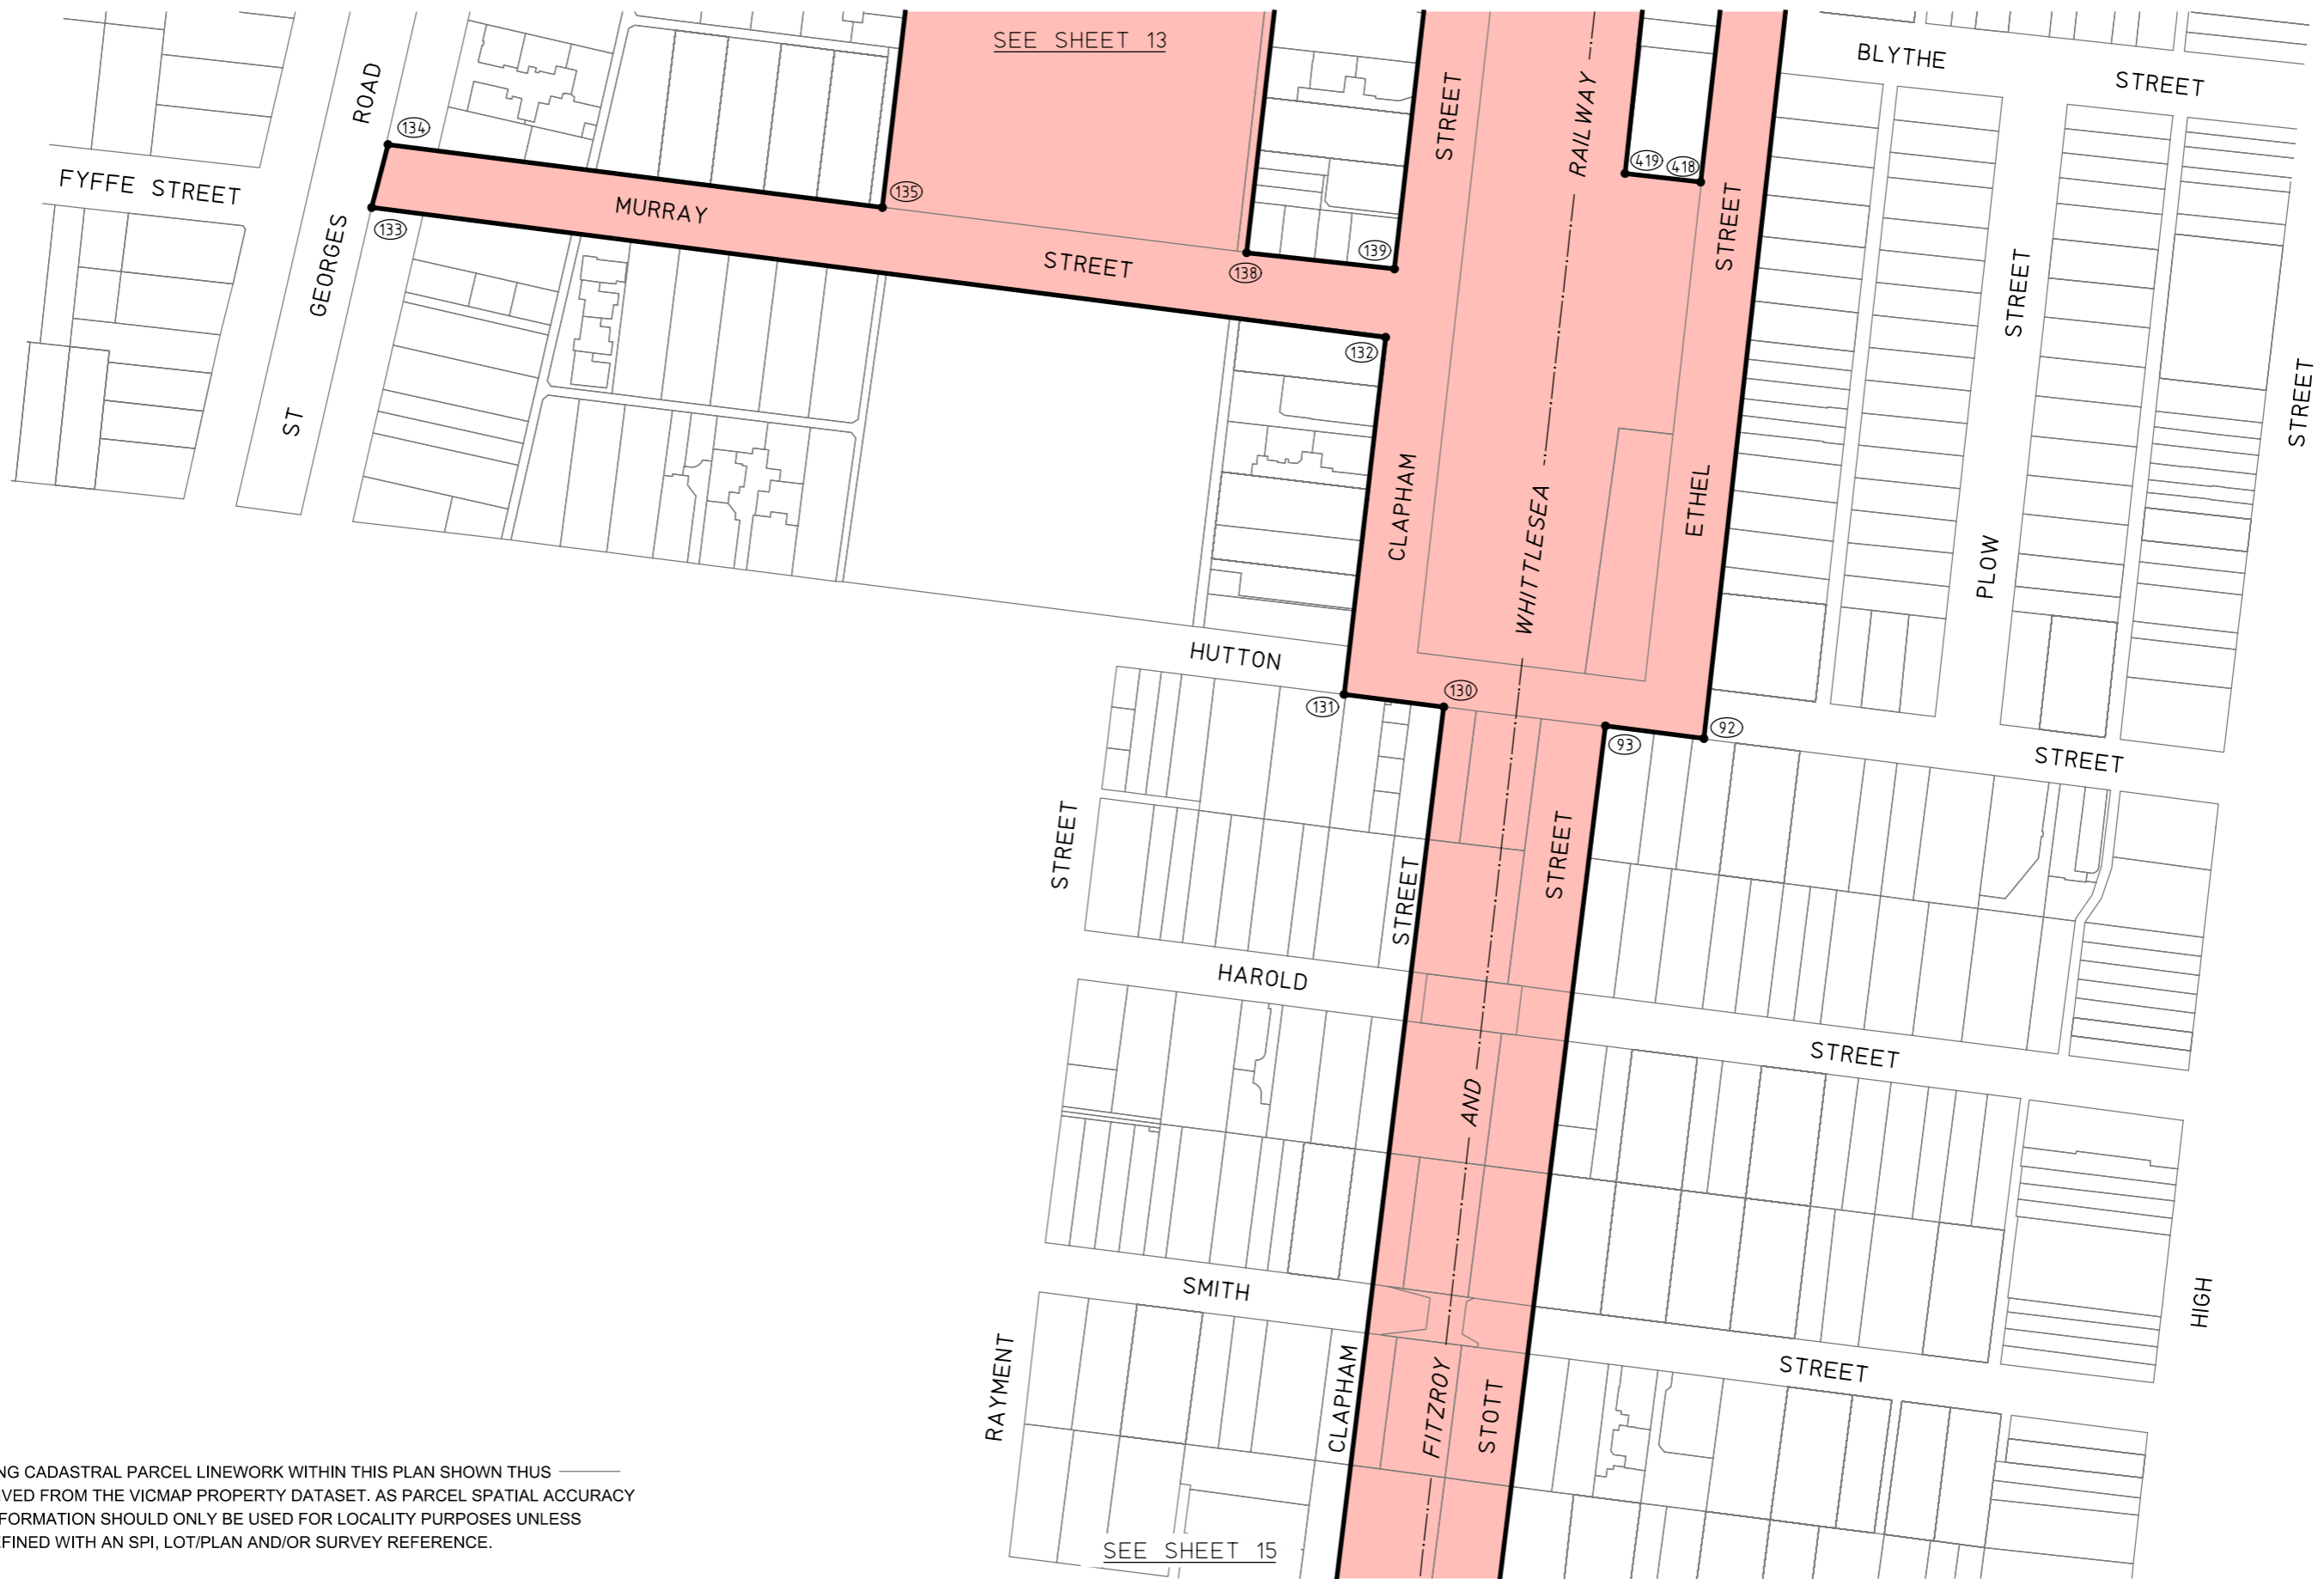 SEE SHEET 13
BLYTHE
STREET
ROAD
134
STREET
RAILWAY
419
418
FYFFE STREET
135
MURRAY
STREET
133
GEORGES
STREET
139
138
STREET
132
STREET
ST
CLAPHAM
WHITTLESEA
ETHEL
PLOW
HUTTON
130
131
92
93
STREET
STREET
STREET
STREET
HAROLD
STREET
AND
SMITH
HIGH
RAYMENT
CLAPHAM
FITZROY
STOTT
STREET
NG CADASTRAL PARCEL LINEWORK WITHIN THIS PLAN SHOWN THUS
IVED FROM THE VICMAP PROPERTY DATASET. AS PARCEL SPATIAL ACCURACY
FORMATION SHOULD ONLY BE USED FOR LOCALITY PURPOSES UNLESS
EFINED WITH AN SPI, LOT/PLAN AND/OR SURVEY REFERENCE.
SEE SHEET 15